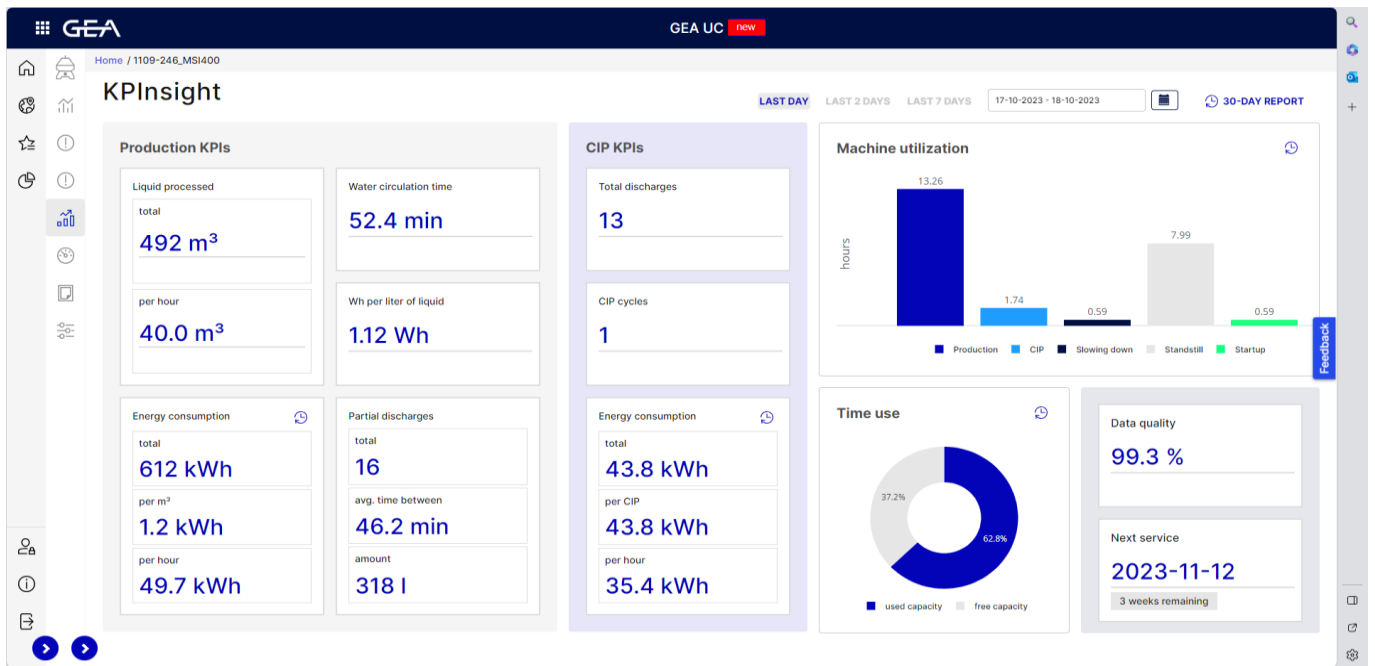 GEA
GEA UC new
Home / 1109-246_MSI400
KPInsight
LAST DAY LAST 2 DAYS LAST 7 DAYS 17-10-2023 - 18-10-2023 30-DAY REPORT
Production KPIs
Liquid processed
total
492 m³
per hour
40.0 m³
Water circulation time
52.4 min
Wh per liter of liquid
1.12 Wh
Energy consumption
total
612 kWh
per m³
1.2 kWh
per hour
49.7 kWh
Partial discharges
total
16
avg. time between
46.2 min
amount
318 l
CIP KPIs
Total discharges
13
CIP cycles
1
Energy consumption
total
43.8 kWh
per CIP
43.8 kWh
per hour
35.4 kWh
Machine utilization
hours
13.26
1.74
0.59
7.99
0.59
Production CIP Slowing down Standstill Startup
Time use
37.2%
62.8%
used capacity free capacity
Data quality
99.3 %
Next service
2023-11-12
3 weeks remaining
Feedback